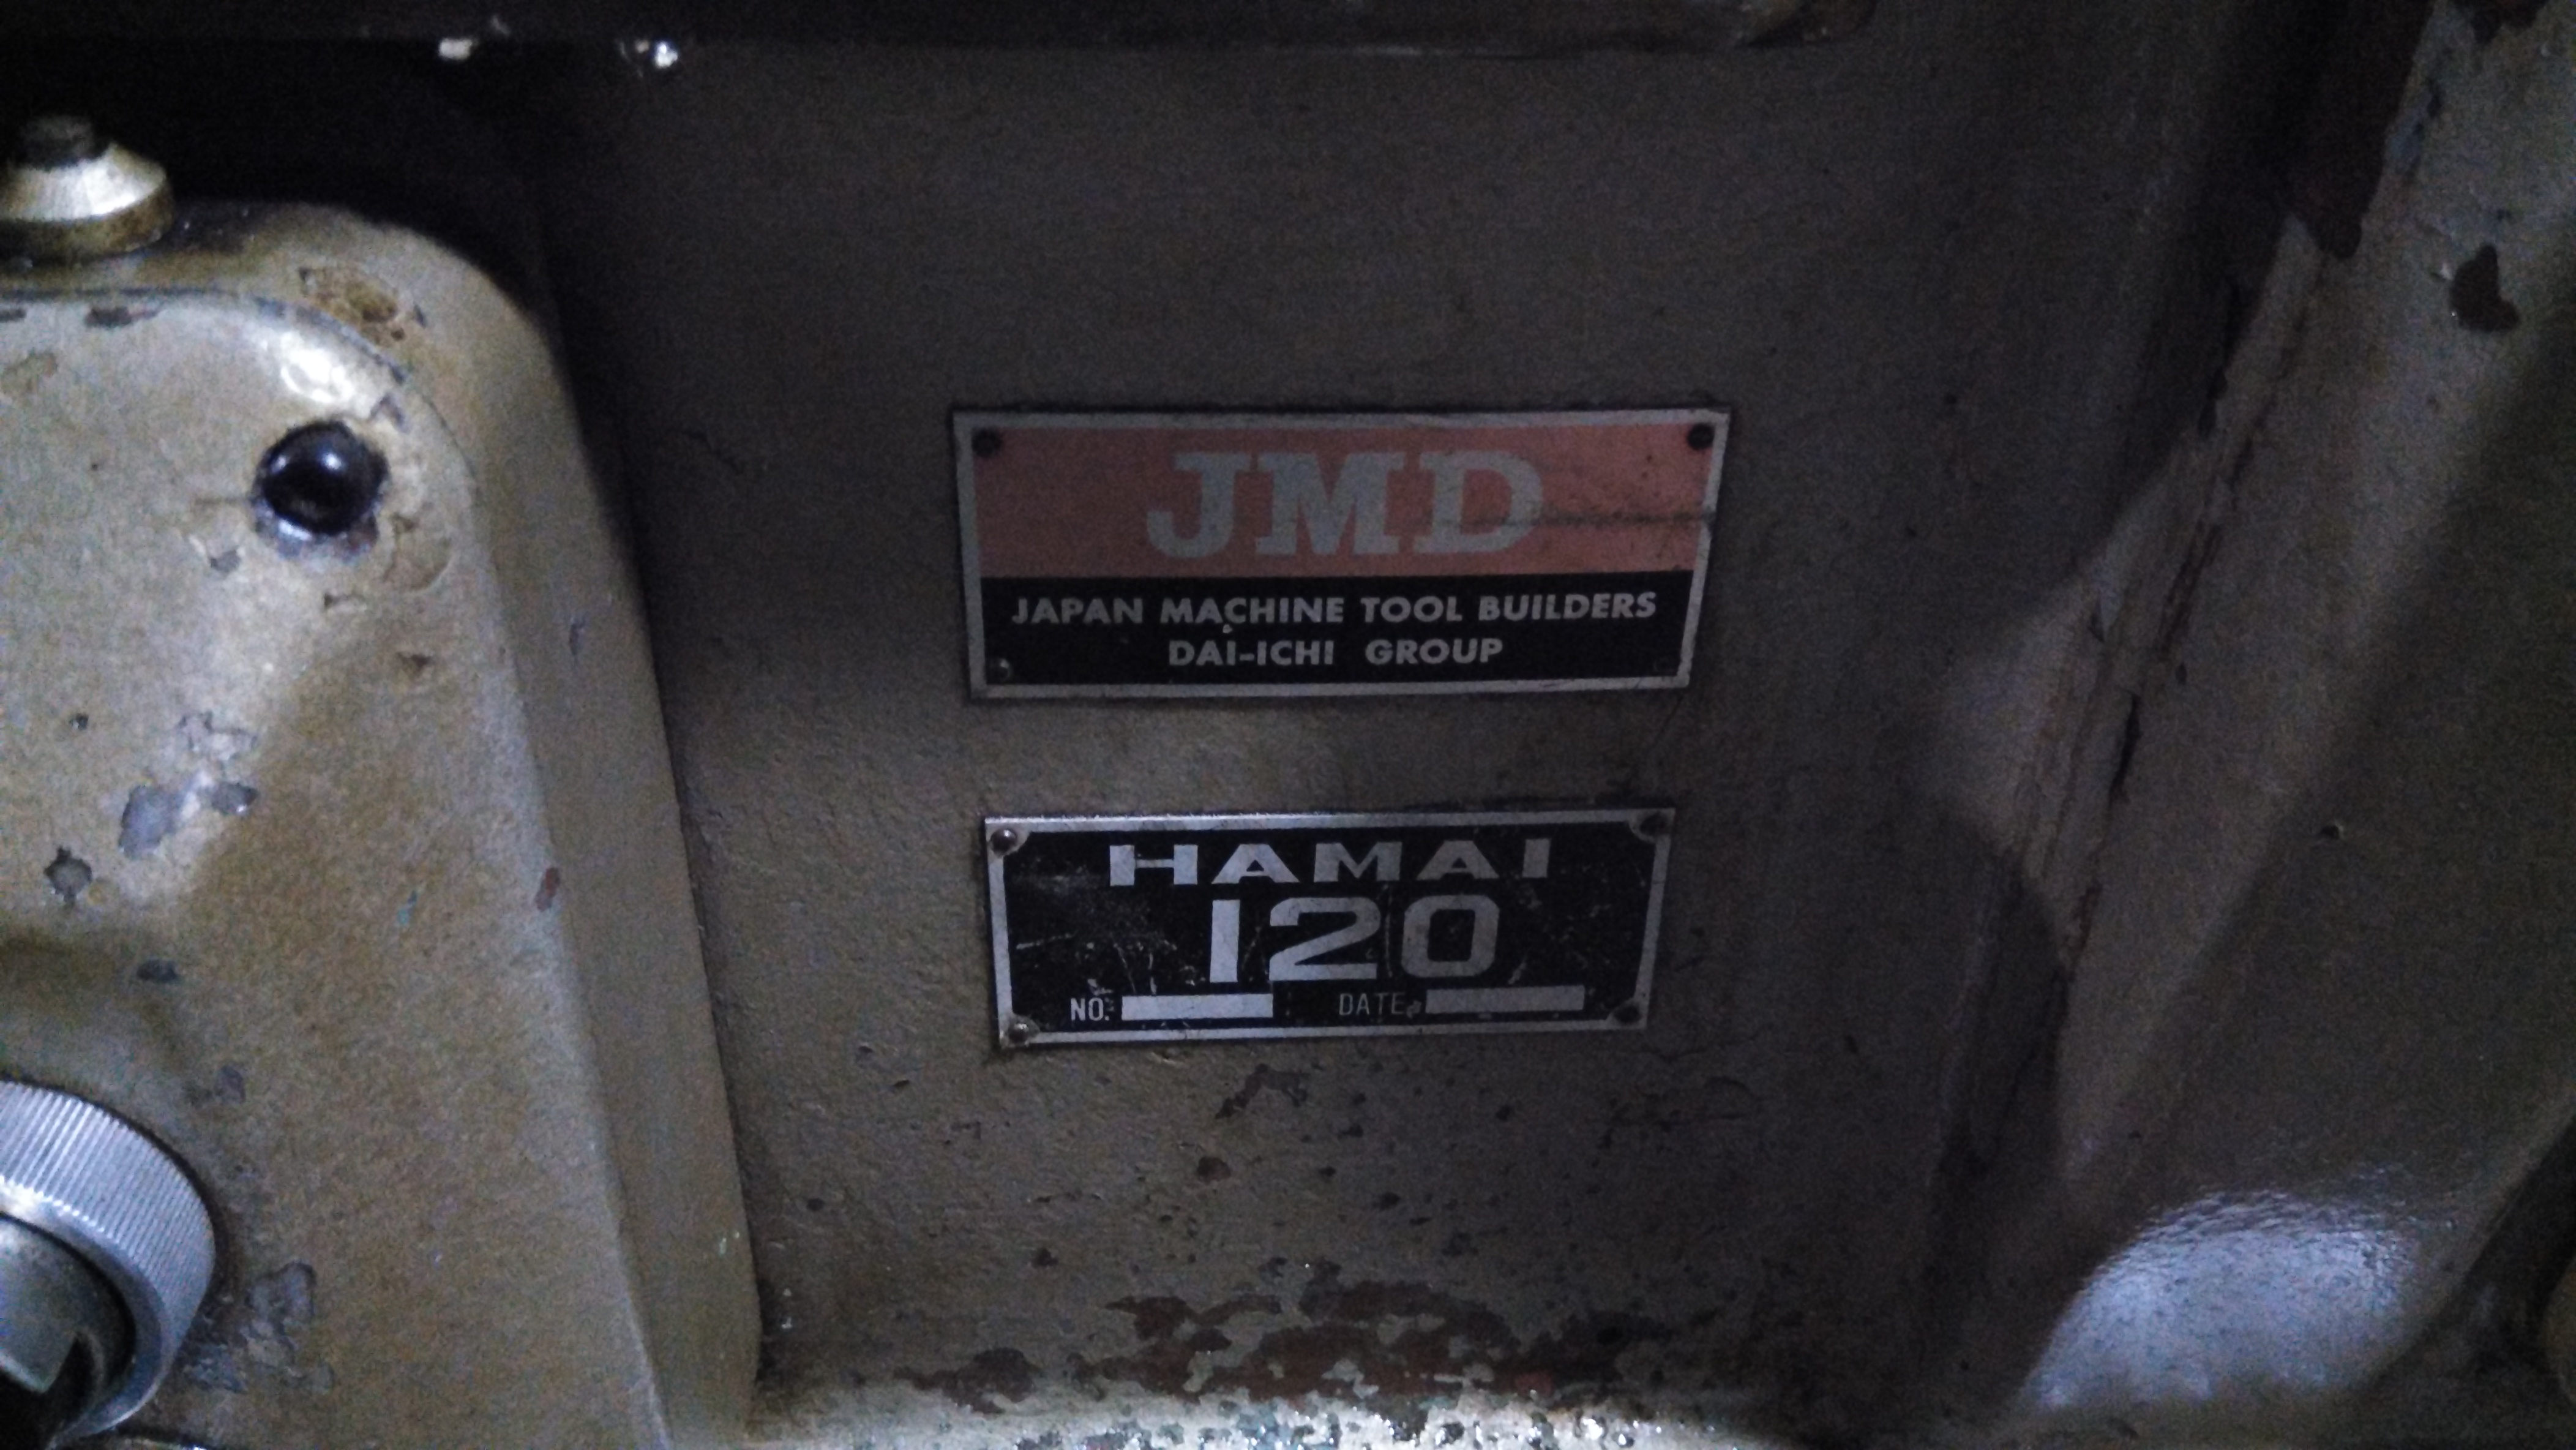 JMD
JAPAN MACHINE TOOL BUILDERS
DAI-ICHI GROUP
HAMAI
120
NO. DATE